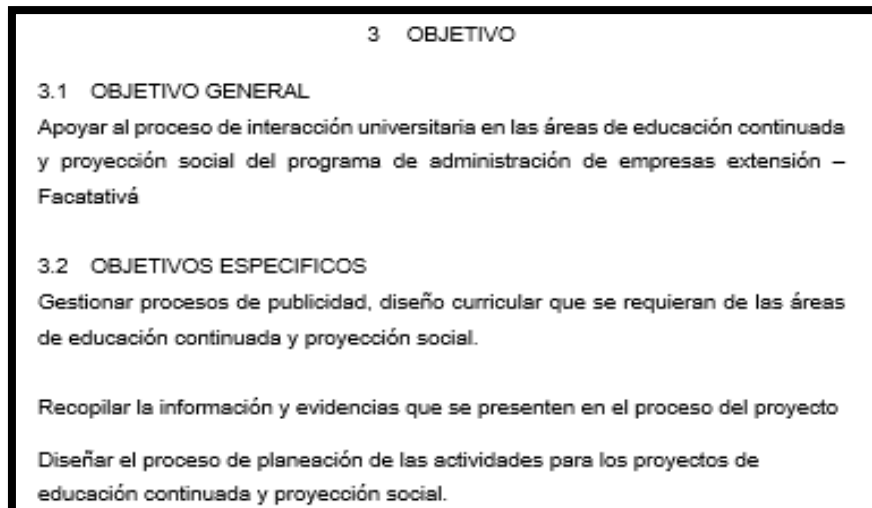 3 OBJETIVO
3.1 OBJETIVO GENERAL
Apoyar al proceso de interacción universitaria en las áreas de educación continuada
y proyección social del programa de administración de empresas extensión –
Facatativá
3.2 OBJETIVOS ESPECIFICOS
Gestionar procesos de publicidad, diseño curricular que se requieran de las áreas
de educación continuada y proyección social.
Recopilar la información y evidencias que se presenten en el proceso del proyecto
Diseñar el proceso de planeación de las actividades para los proyectos de
educación continuada y proyección social.